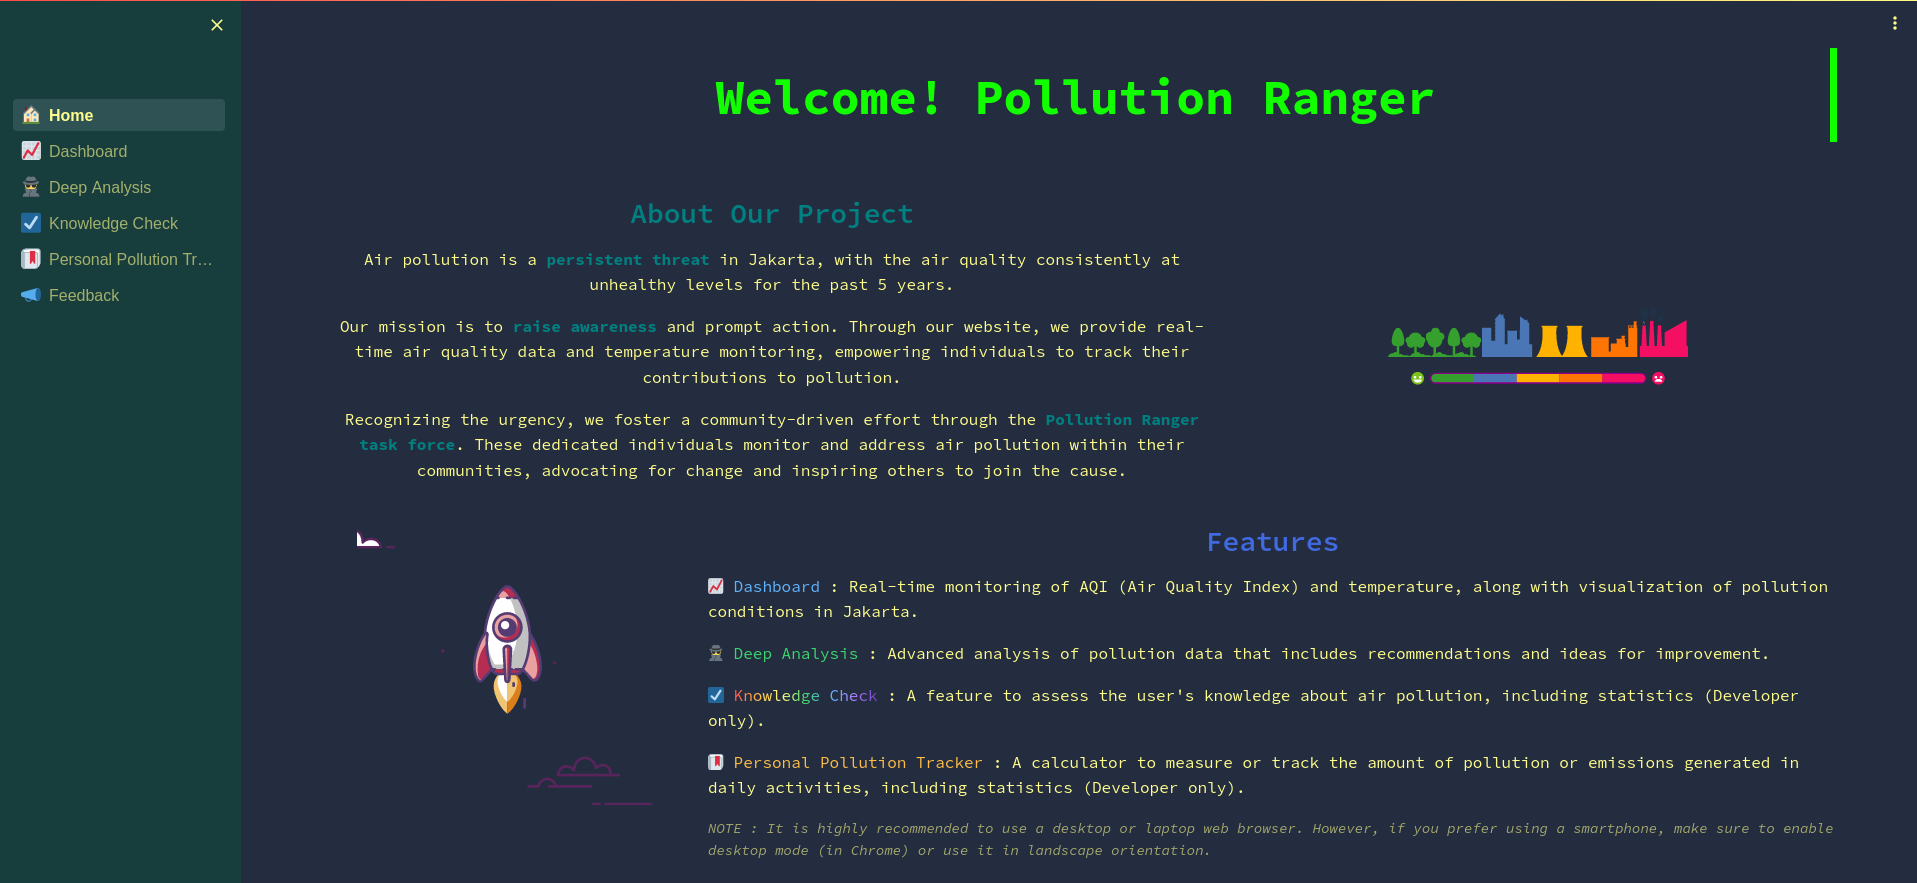 Home
Dashboard
Deep Analysis
Knowledge Check
Personal Pollution Tr…
Feedback
Welcome! Pollution Ranger
About Our Project
Air pollution is a persistent threat in Jakarta, with the air quality consistently at
unhealthy levels for the past 5 years.
Our mission is to raise awareness and prompt action. Through our website, we provide real-
time air quality data and temperature monitoring, empowering individuals to track their
contributions to pollution.
Recognizing the urgency, we foster a community-driven effort through the Pollution Ranger
task force. These dedicated individuals monitor and address air pollution within their
communities, advocating for change and inspiring others to join the cause.
Features
Dashboard : Real-time monitoring of AQI (Air Quality Index) and temperature, along with visualization of pollution
conditions in Jakarta.
Deep Analysis : Advanced analysis of pollution data that includes recommendations and ideas for improvement.
Knowledge Check : A feature to assess the user's knowledge about air pollution, including statistics (Developer
only).
Personal Pollution Tracker : A calculator to measure or track the amount of pollution or emissions generated in
daily activities, including statistics (Developer only).
NOTE : It is highly recommended to use a desktop or laptop web browser. However, if you prefer using a smartphone, make sure to enable
desktop mode (in Chrome) or use it in landscape orientation.